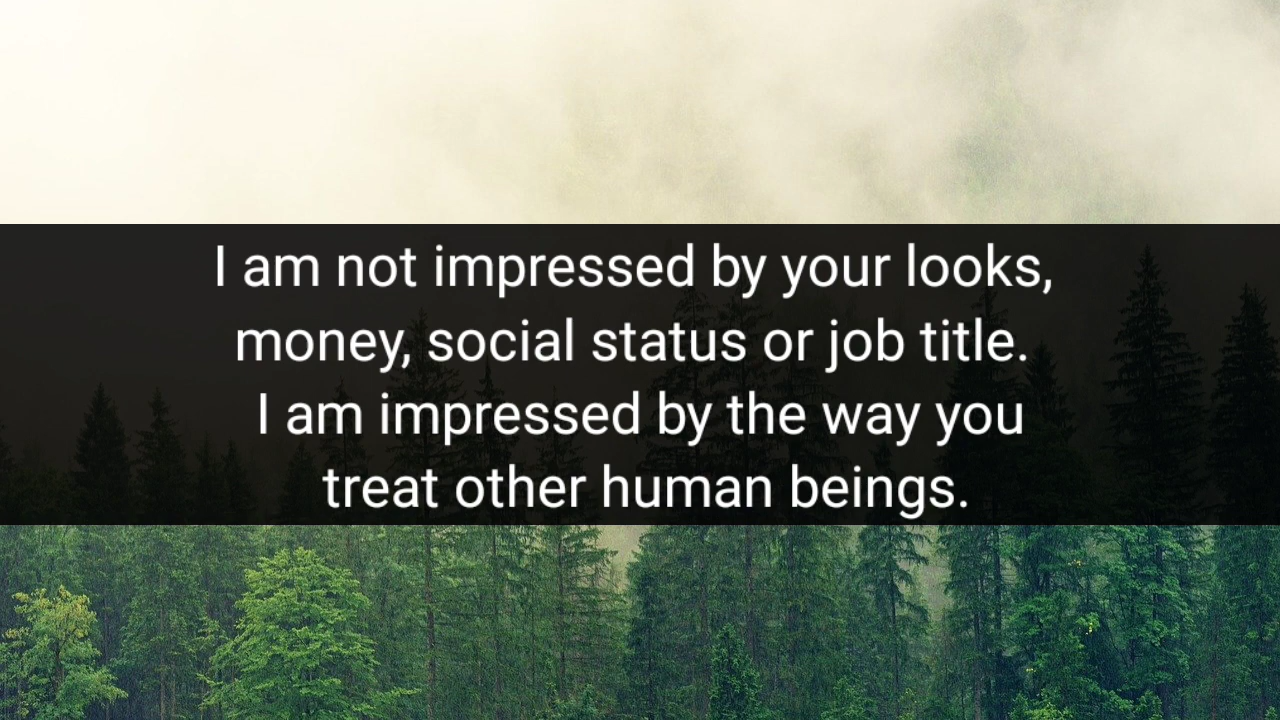 I am not impressed by your looks,
money, social status or job title.
I am impressed by the way you
treat other human beings.